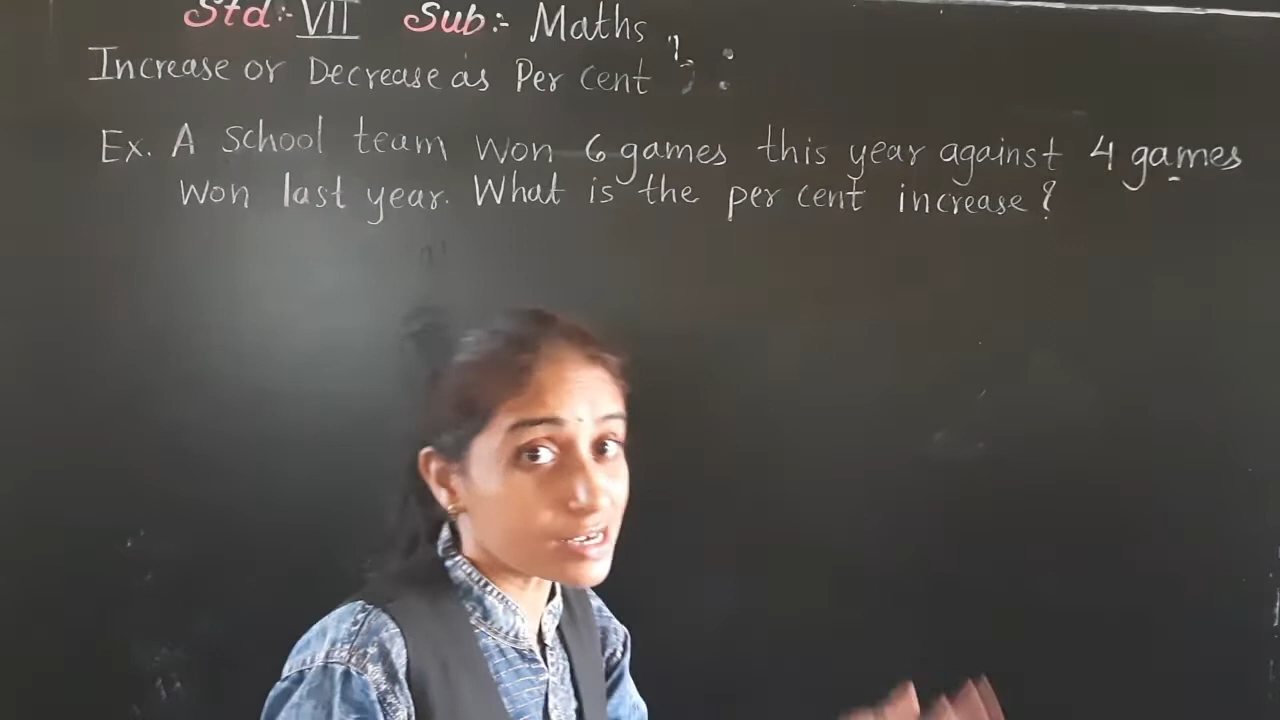 Std:- VII Sub:- Maths
Increase or Decrease as Per cent :
Ex. A school team won 6 games this year against 4 games
won last year. What is the per cent increase?